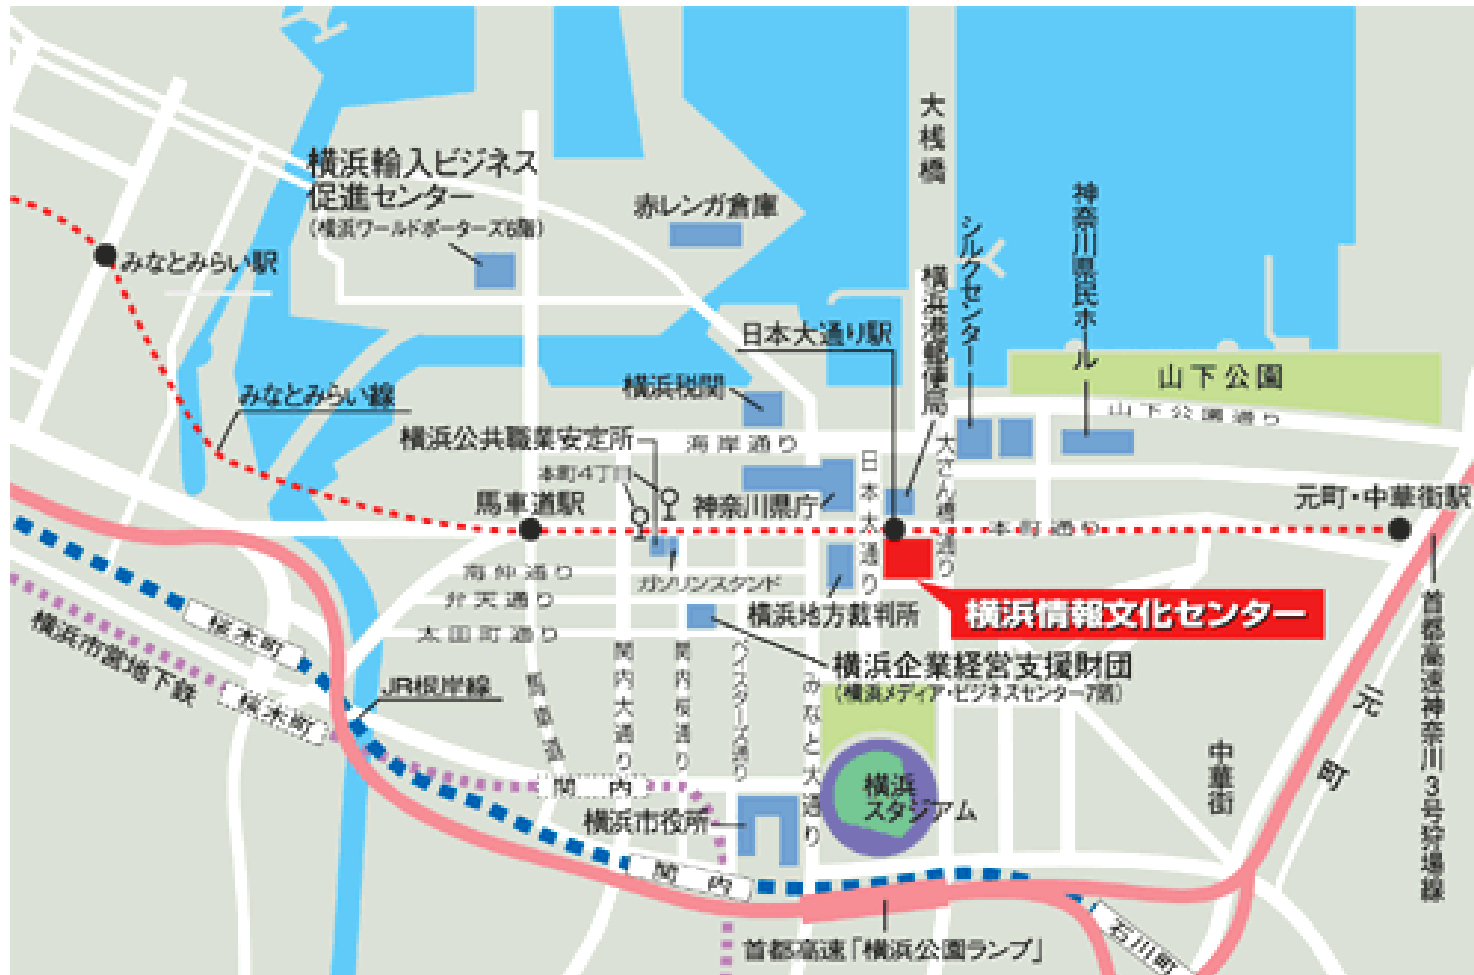 大桟橋
横浜輸入ビジネス
促進センター
(横浜ワールドポーターズ6階)
赤レンガ倉庫
神奈川県民ホール
シルクセンター
みなとみらい駅
横浜港郵便局
日本大通り駅
山下公園
横浜税関
みなとみらい線
山下公園通り
横浜公共職業安定所
海岸通り
大さん橋通り
日本大通り
本町4丁目
馬車道駅
神奈川県庁
元町・中華街駅
本町通り
海仲通り
ガソリンスタンド
弁天通り
横浜地方裁判所
横浜情報文化センター
太田町通り
桜木町
横浜市営地下鉄
桜木町
JR根岸線
横浜企業経営支援財団
(横浜メディア・ビジネスセンター7階)
馬車道
関内大通り
関内桜通り
ベイスターズ通り
みなと大通り
首都高速神奈川3号狩場線
元町
中華街
関内
横浜
スタジアム
横浜市役所
関内
石川町
首都高速「横浜公園ランプ」